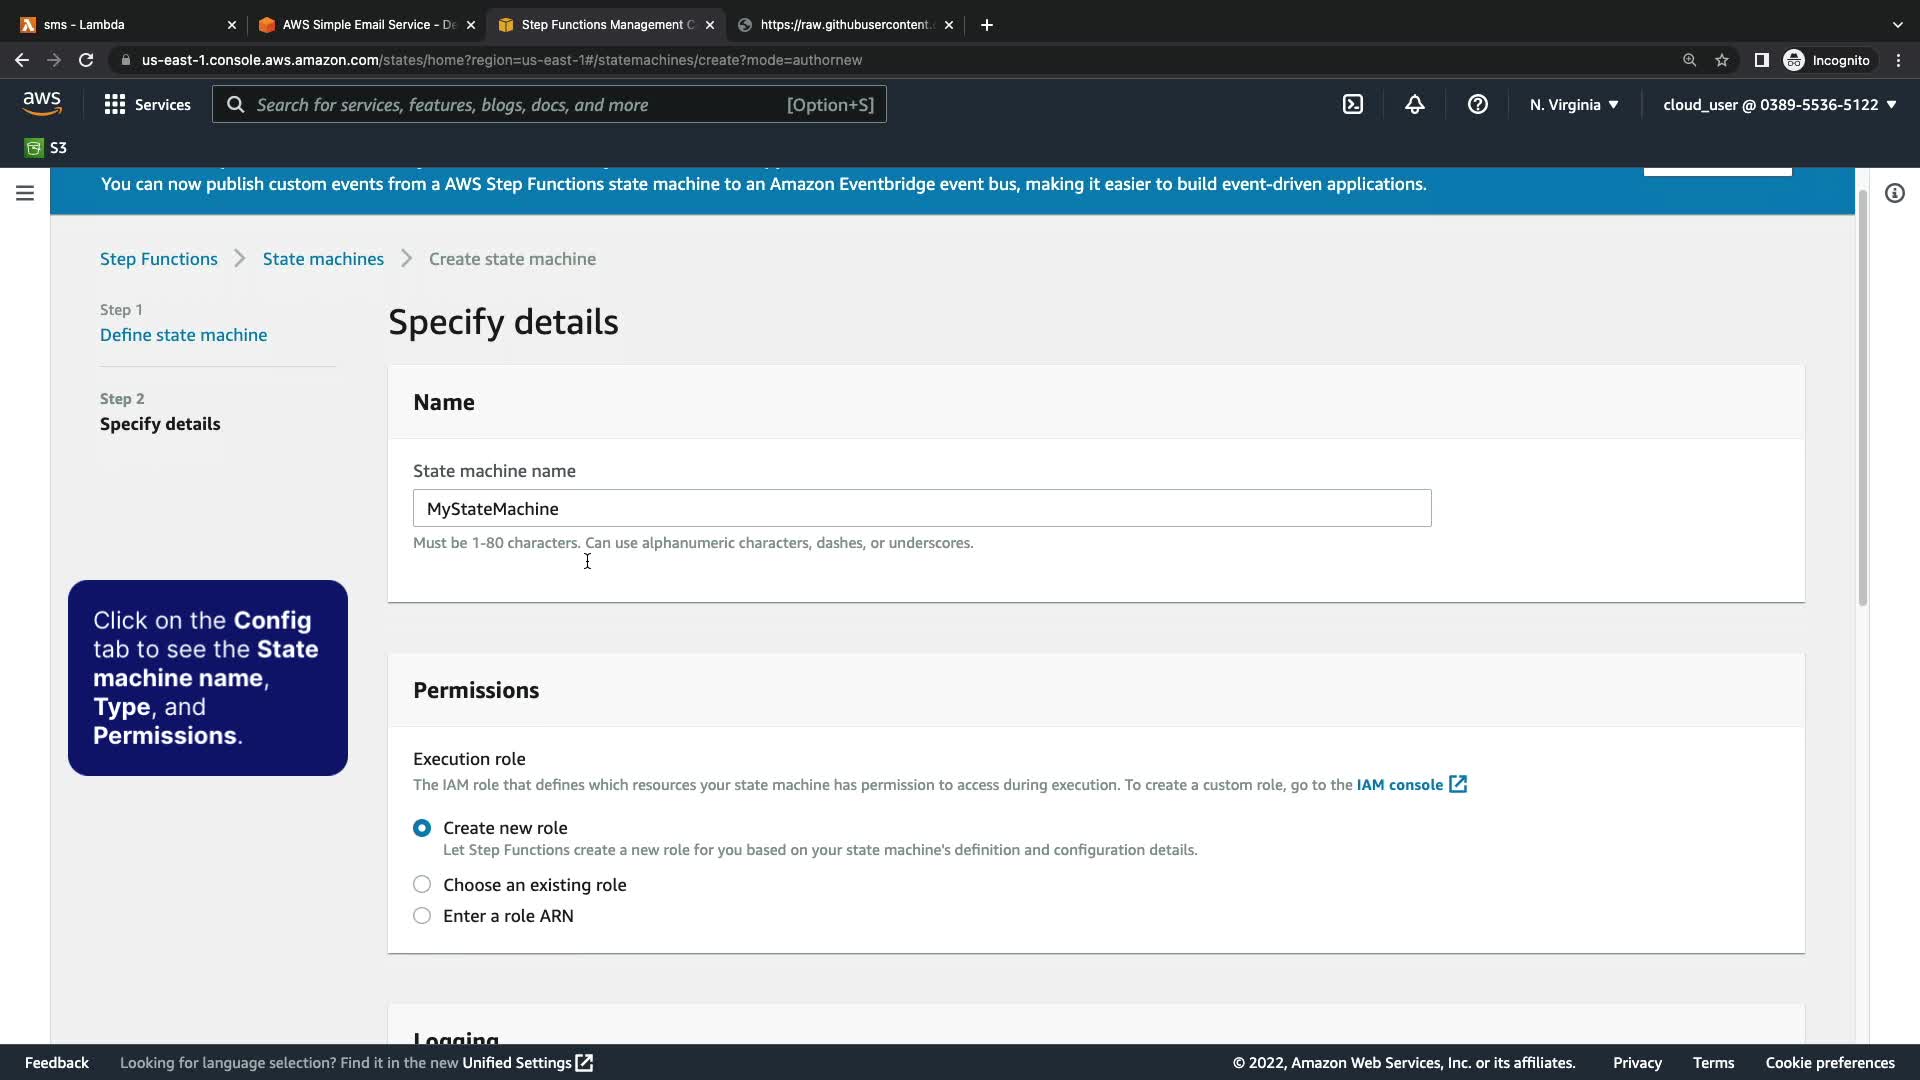 sms - Lambda
AWS Simple Email Service - De
Step Functions Management C
https://raw.githubusercontent.
us-east-1.console.aws.amazon.com/states/home?region=us-east-1#/statemachines/create?mode=authornew
Incognito
aws
Services
Search for services, features, blogs, docs, and more
[Option+S]
N. Virginia
cloud_user @ 0389-5536-5122
S3
You can now publish custom events from a AWS Step Functions state machine to an Amazon Eventbridge event bus, making it easier to build event-driven applications.
Step Functions
State machines
Create state machine
Step 1
Define state machine
Step 2
Specify details
Specify details
Name
State machine name
MyStateMachine
Must be 1-80 characters. Can use alphanumeric characters, dashes, or underscores.
Click on the Config
tab to see the State
machine name,
Type, and
Permissions.
Permissions
Execution role
The IAM role that defines which resources your state machine has permission to access during execution. To create a custom role, go to the IAM console
Create new role
Let Step Functions create a new role for you based on your state machine's definition and configuration details.
Choose an existing role
Enter a role ARN
Logging
Feedback
Looking for language selection? Find it in the new Unified Settings
© 2022, Amazon Web Services, Inc. or its affiliates.
Privacy
Terms
Cookie preferences